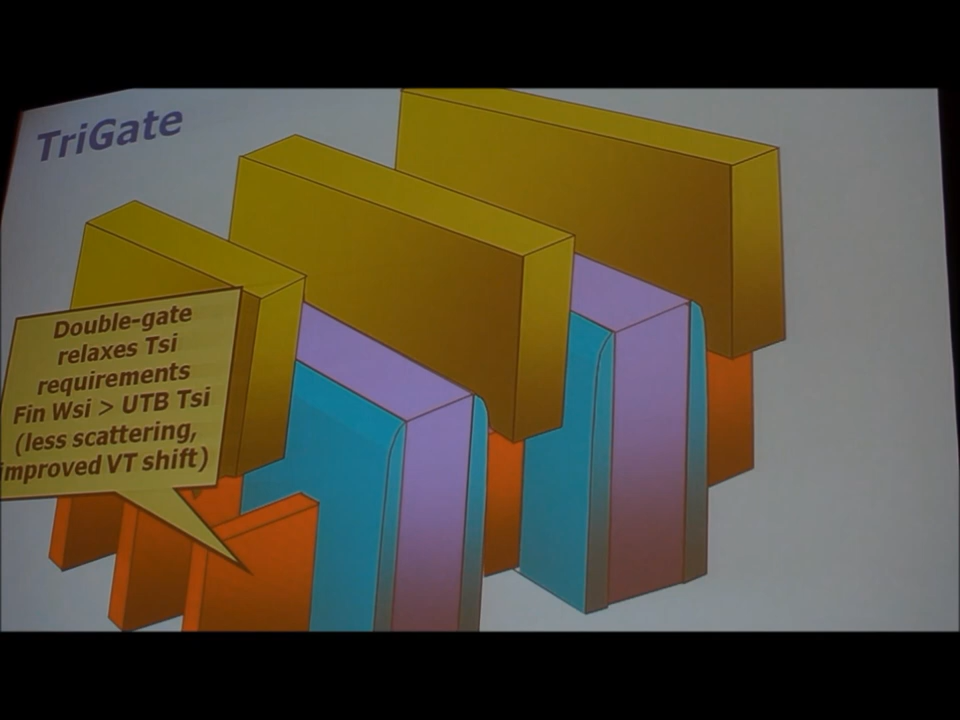 TriGate
Double-gate
relaxes Tsi
requirements
Fin Wsi > UTB Tsi
(less scattering,
improved VT shift)